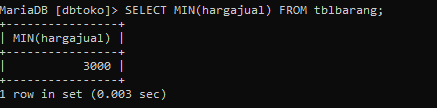 MariaDB [dbtoko]> SELECT MIN(hargajual) FROM tblbarang;
+----------------+
| MIN(hargajual) |
+----------------+
|           3000 |
+----------------+
1 row in set (0.003 sec)